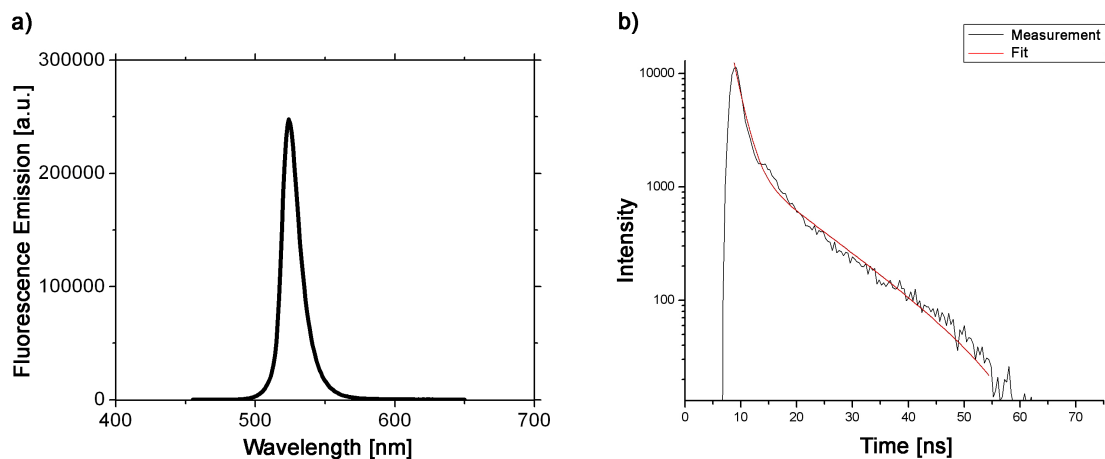 a)
Fluorescence Emission [a.u.]
300000
200000
100000
0
400
500
600
700
Wavelength [nm]
b)
Measurement
Fit
Intensity
10000
1000
100
0
10
20
30
40
50
60
70
Time [ns]